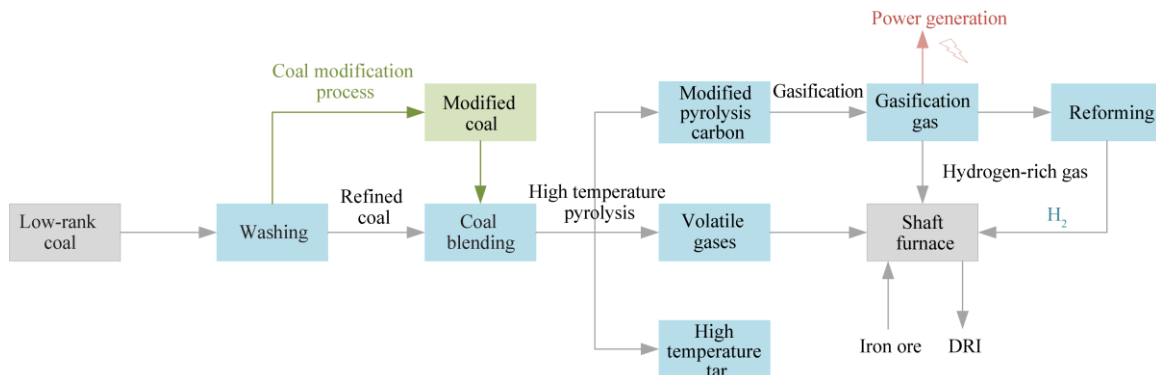 Power generation
Coal modification
process
Modified
coal
Modified
pyrolysis
carbon
Gasification
Gasification
gas
Reforming
Hydrogen-rich gas
Low-rank
coal
Washing
Refined
coal
Coal
blending
High temperature
pyrolysis
Volatile
gases
Shaft
furnace
H2
High
temperature
tar
Iron ore
DRI